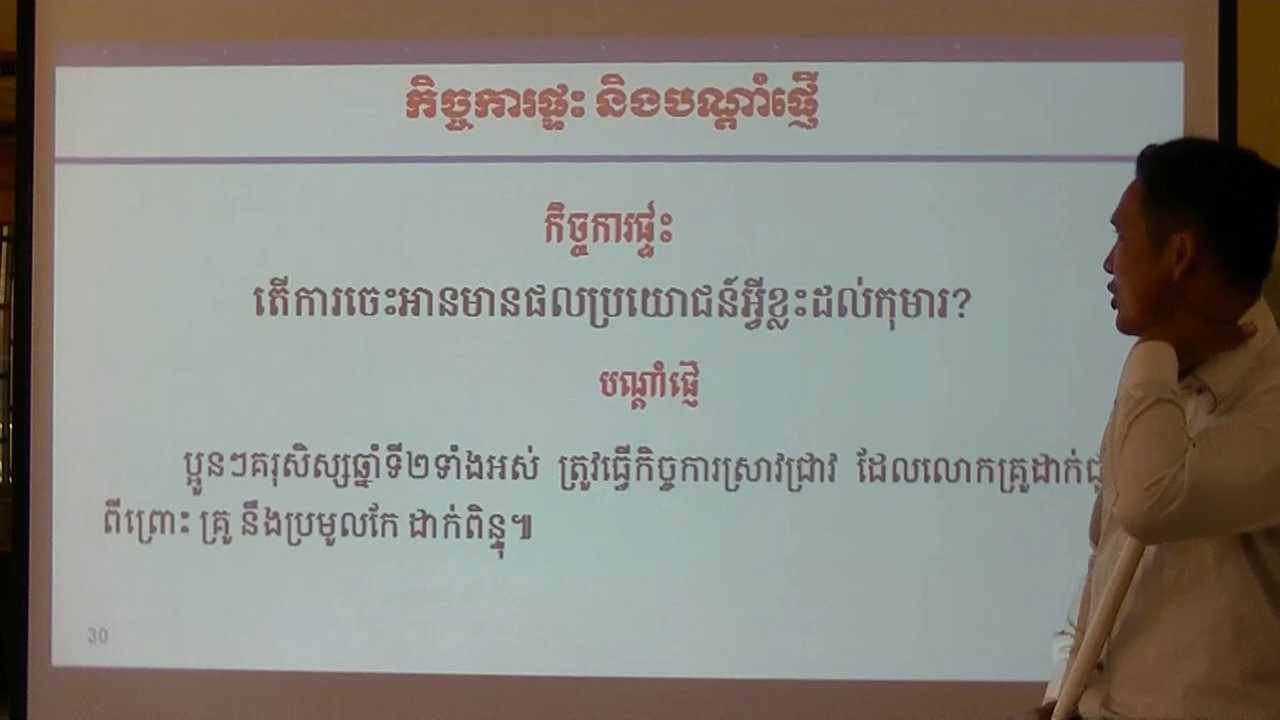 កិច្ចការផ្ទះ និងបណ្ដាំផ្ញើ
កិច្ចការផ្ទះ
តើការចេះអានមានផលប្រយោជន៍អ្វីខ្លះដល់កុមារ?
បណ្ដាំផ្ញើ
ប្អូនៗគរុសិស្សឆ្នាំទី២ទាំងអស់ ត្រូវធ្វើកិច្ចការស្រាវជ្រាវ ដែលលោកគ្រូដាក់
ពីព្រោះ គ្រូ នឹងប្រមូលកែ ដាក់ពិន្ទុ៕
30